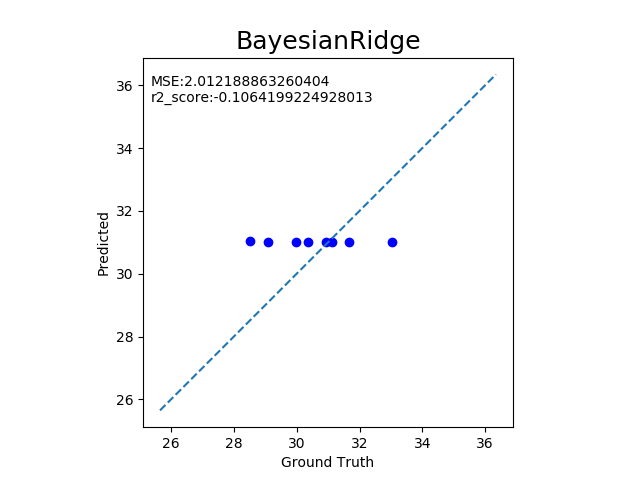 BayesianRidge
MSE:2.012188863260404
r2_score:-0.1064199224928013
36
34
32
30
28
26
Predicted
26 28 30 32 34 36
Ground Truth